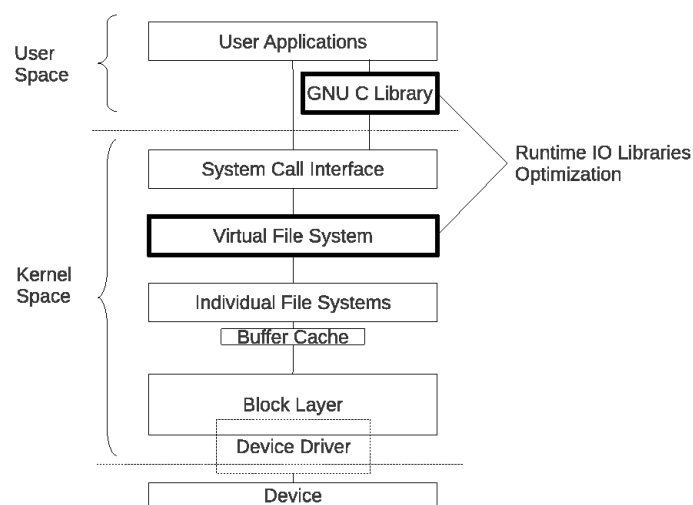 User Applications
User
Space
GNU C Library
System Call Interface
Runtime IO Libraries
Optimization
Virtual File System
Kernel
Space
Individual File Systems
Buffer Cache
Block Layer
Device Driver
Device